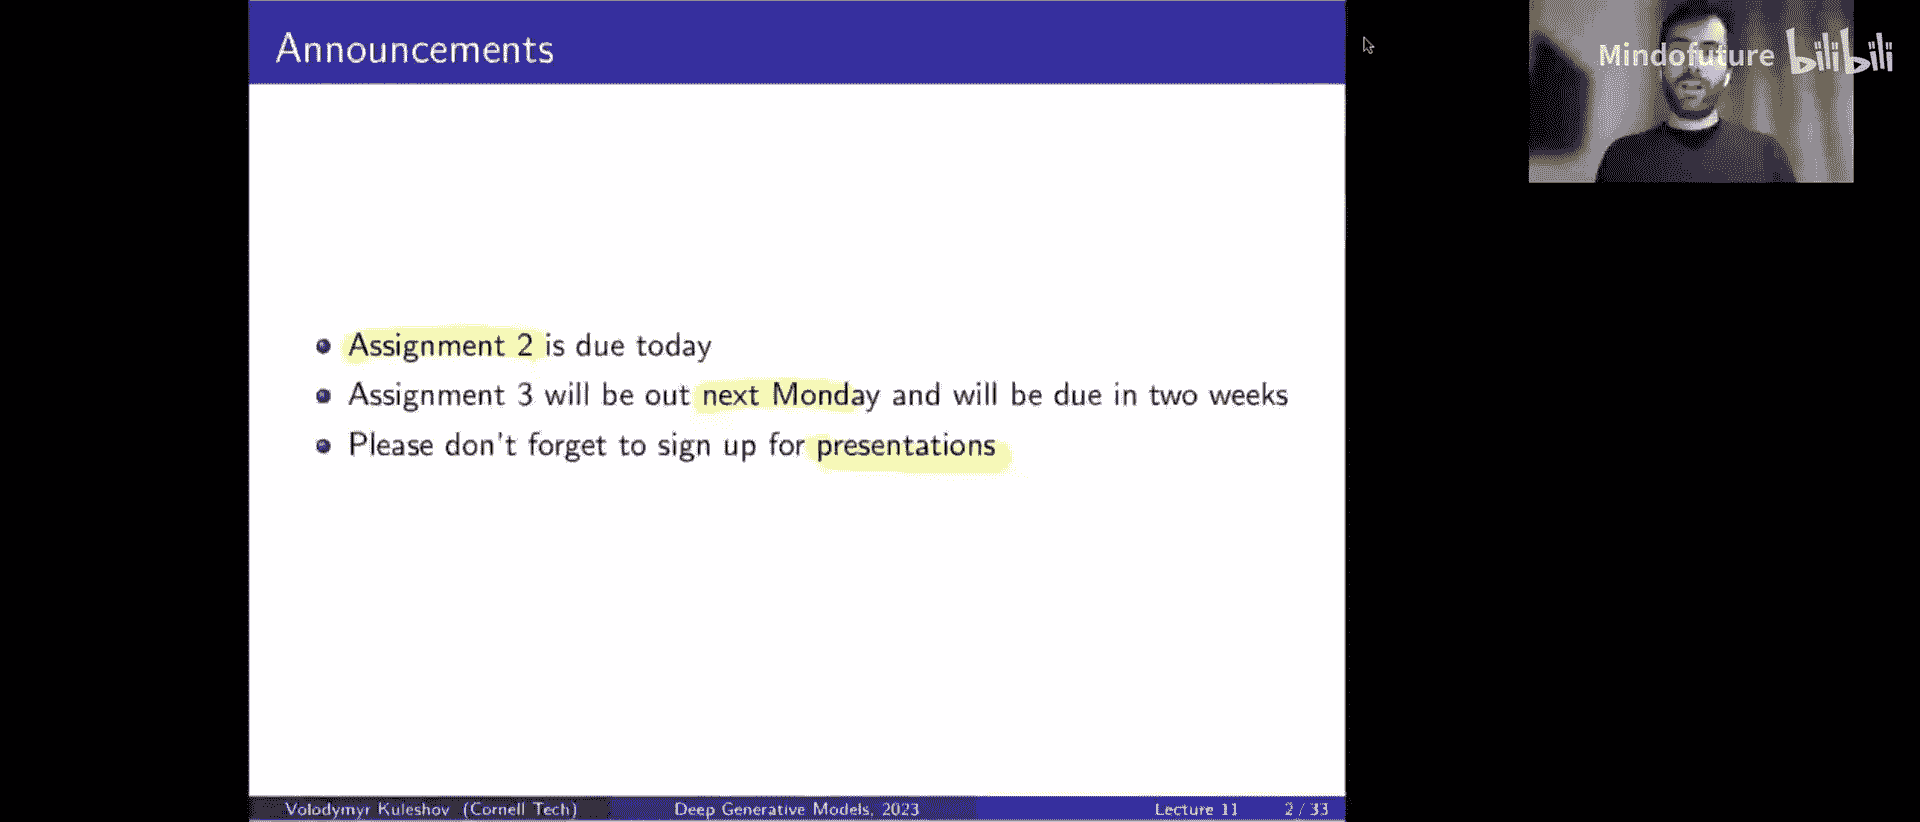 Announcements
Mindofuture bilibili
Assignment 2 is due today
Assignment 3 will be out next Monday and will be due in two weeks
Please don't forget to sign up for presentations
Volodymyr Kuleshov (Cornell Tech) Deep Generative Models, 2023 Lecture 11 2 / 33